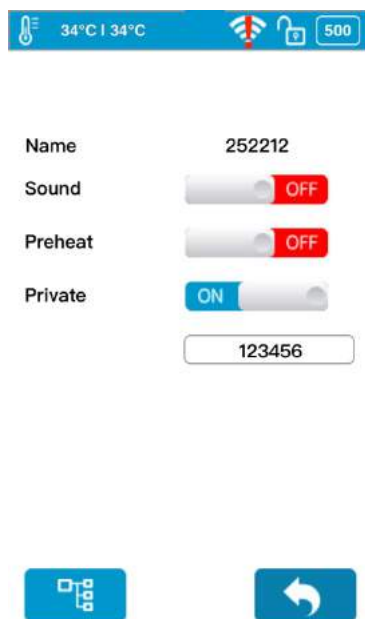 34°C I 34°C 500
Name 252212
Sound OFF
Preheat OFF
Private ON
123456